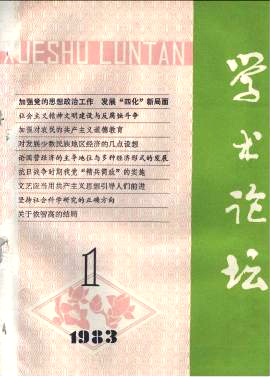 XUESHU LUNTAN
学术论坛
加强党的思想政治工作 发展“四化”新局面
社会主义精神文明建设与反腐蚀斗争
加强对农民的共产主义道德教育
对发展少数民族地区经济的几点设想
论国营经济的主导地位与多种经济形式的发展
抗日战争时期我党“精兵简政”的实施
文艺应当用共产主义思想引导人们前进
坚持社会科学研究的正确方向
关于侬智高的结局
1
1983